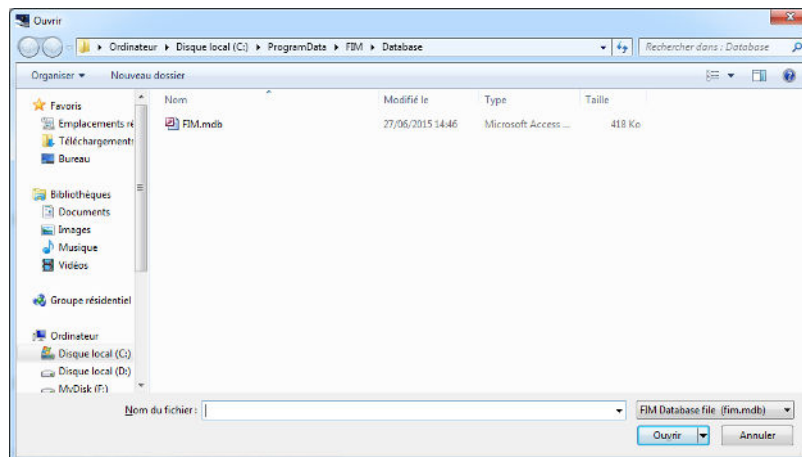 Ouvrir
Ordinateur ▸ Disque local (C:) ▸ ProgramData ▸ FIM ▸ Database
Rechercher dans : Database
Organiser Nouveau dossier
Nom Modifié le Type Taille
FIM.mdb 27/06/2015 14:46 Microsoft Access ... 418 Ko
Favoris
Emplacements ré
Téléchargement
Bureau
Bibliothèques
Documents
Images
Musique
Vidéos
Groupe résidentiel
Ordinateur
Disque local (C:)
Disque local (D:)
MyDisk (F:)
Nom du fichier : FIM Database file (fim.mdb)
Ouvrir Annuler